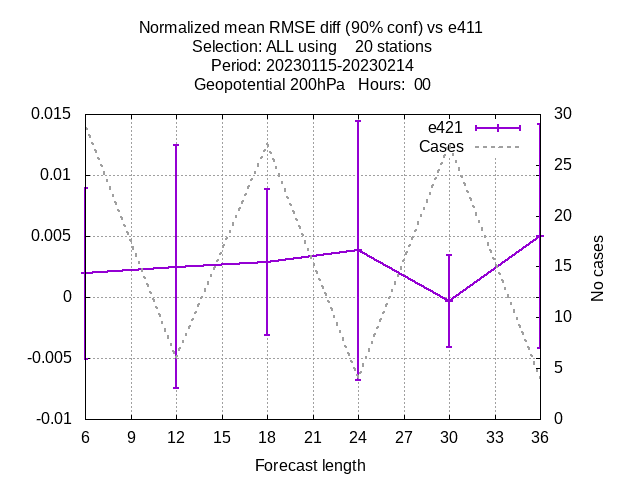 Normalized mean RMSE diff (90% conf) vs e411
Selection: ALL using    20 stations
Period: 20230115-20230214
Geopotential 200hPa   Hours:  00
0.015
0.01
0.005
0
-0.005
-0.01
30
25
20
15
10
5
0
e421
Cases
No cases
6 9 12 15 18 21 24 27 30 33 36
Forecast length